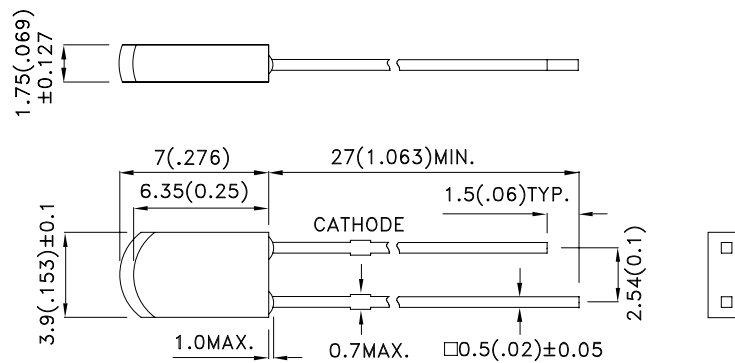 1.75(.069)
±0.127
7(.276)
27(1.063)MIN.
6.35(0.25)
1.5(.06)TYP.
CATHODE
3.9(.153)±0.1
2.54(0.1)
1.0MAX.
0.7MAX.
□0.5(.02)±0.05